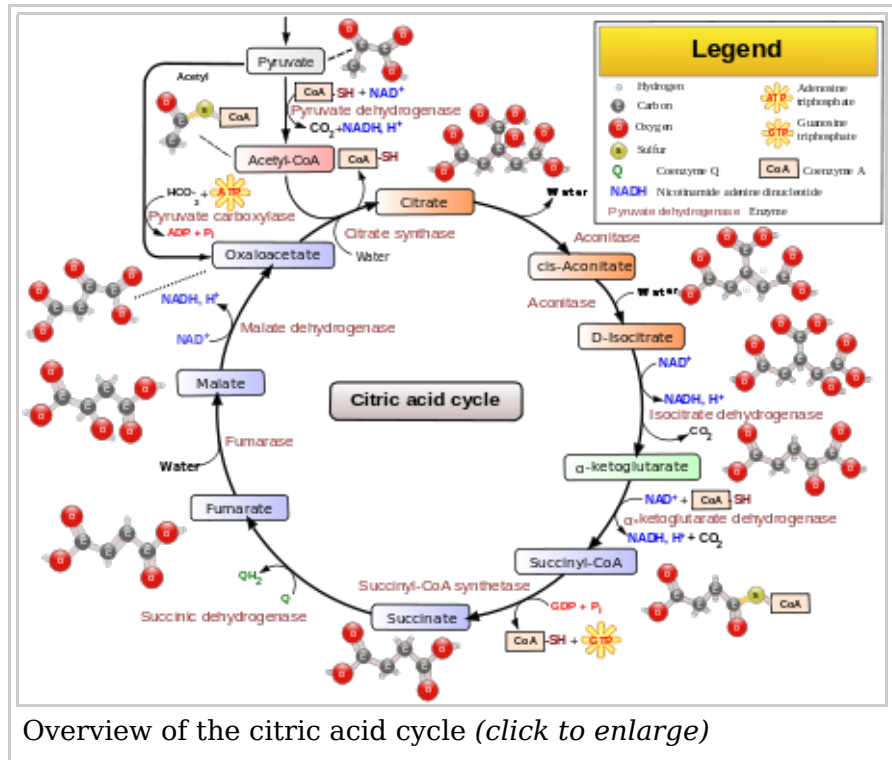 Legend
Hydrogen
Carbon
Oxygen
Sulfur
Q Coenzyme Q
NADH Nicotinamide adenine dinucleotide
Pyruvate dehydrogenase Enzyme
ATP Adenosine triphosphate
GTP Guanosine triphosphate
CoA Coenzyme A
Pyruvate
Acetyl
CoA-SH + NAD⁺
Pyruvate dehydrogenase
CO₂+NADH, H⁺
CoA
Acetyl-CoA
CoA-SH
Citrate
Water
HCO₃⁻ + ATP
Pyruvate carboxylase
ADP + Pᵢ
Citrate synthase
Water
Oxaloacetate
Aconitase
cis-Aconitate
Water
Aconitase
D-Isocitrate
NADH, H⁺
Malate dehydrogenase
NAD⁺
NAD⁺
NADH, H⁺
Isocitrate dehydrogenase
CO₂
Malate
Citric acid cycle
Fumarase
Water
α-ketoglutarate
NAD⁺ + CoA-SH
α-ketoglutarate dehydrogenase
NADH, H⁺ + CO₂
Fumarate
Succinyl-CoA
CoA
QH₂
Q
Succinyl-CoA synthetase
Succinic dehydrogenase
Succinate
GDP + Pᵢ
CoA-SH + GTP
Overview of the citric acid cycle (click to enlarge)